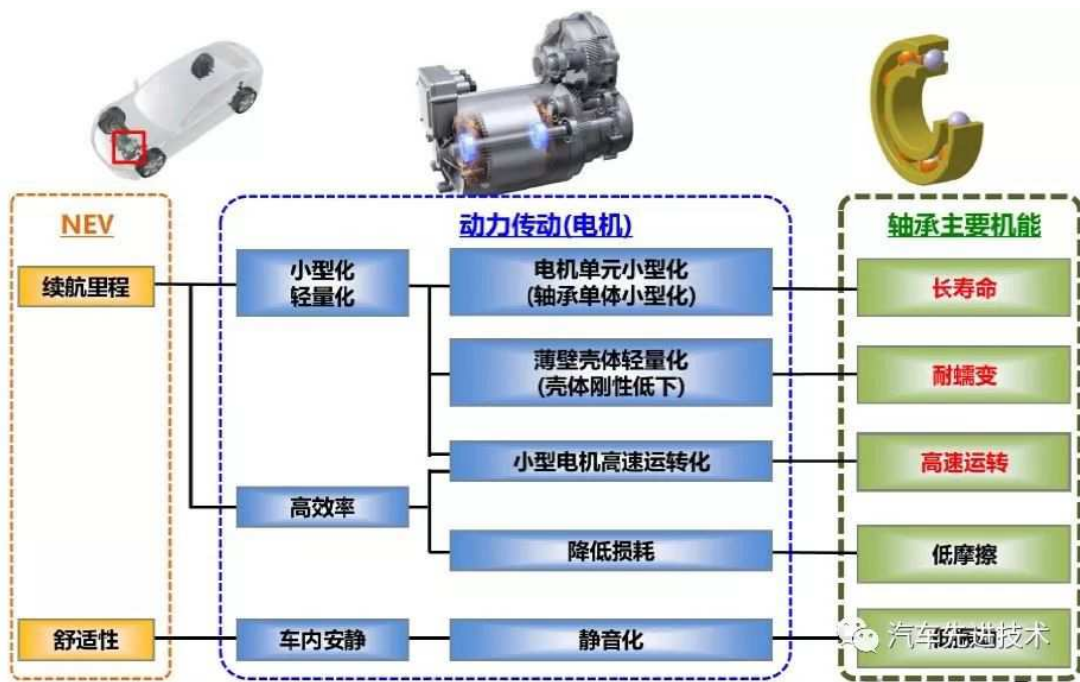 NEV
动力传动(电机)
轴承主要机能
续航里程
小型化
轻量化
电机单元小型化
(轴承单体小型化)
长寿命
薄壁壳体轻量化
(壳体刚性低下)
耐蠕变
小型电机高速运转化
高速运转
高效率
降低损耗
低摩擦
舒适性
车内安静
静音化
汽车先进技术